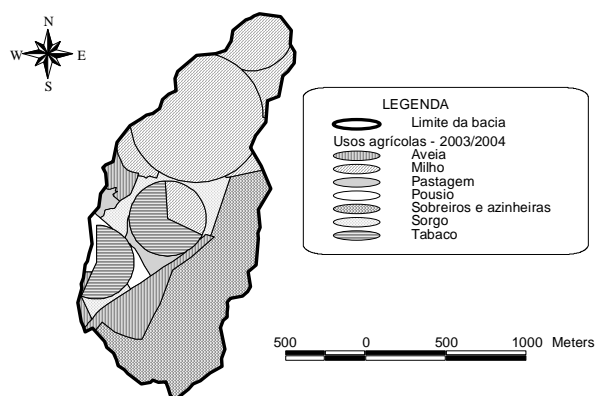 N
W E
S
LEGENDA
Limite da bacia
Usos agrícolas - 2003/2004
Aveia
Milho
Pastagem
Pousio
Sobreiros e azinheiras
Sorgo
Tabaco
500 0 500 1000 Meters